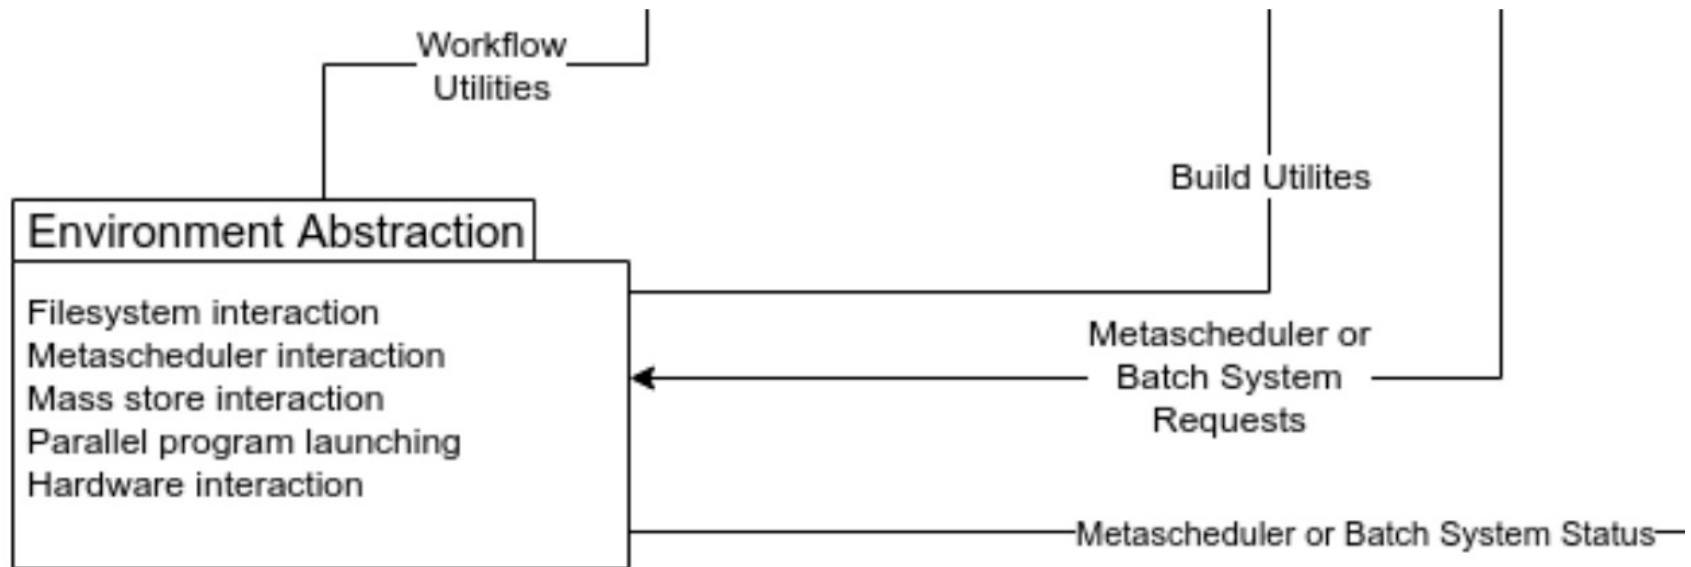 Workflow
Utilities
Build Utilites
Environment Abstraction
Filesystem interaction
Metascheduler interaction
Mass store interaction
Parallel program launching
Hardware interaction
Metascheduler or
Batch System
Requests
Metascheduler or Batch System Status